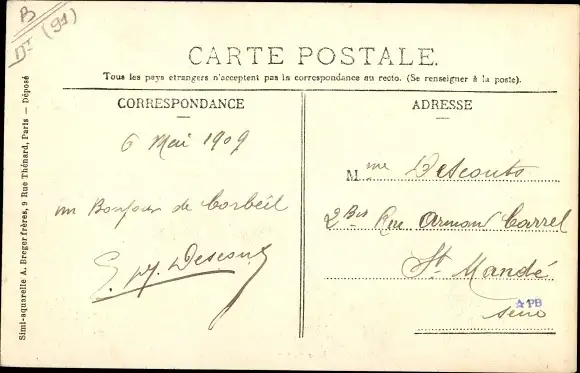 B
DT (91)
CARTE POSTALE.
Tous les pays etrangers n'acceptent pas la correspondance au recto. (Se renseigner à la poste).
CORRESPONDANCE
6 Mai 1909
un Bonjour de Corbeil
Descouts
ADRESSE
Mme Descouts
2 Bis Rue Armand Carrel
St Mandé
APB
Seine
Simi-aquarelle A. Breger frères, 9 Rue Thénard, Paris — Déposé